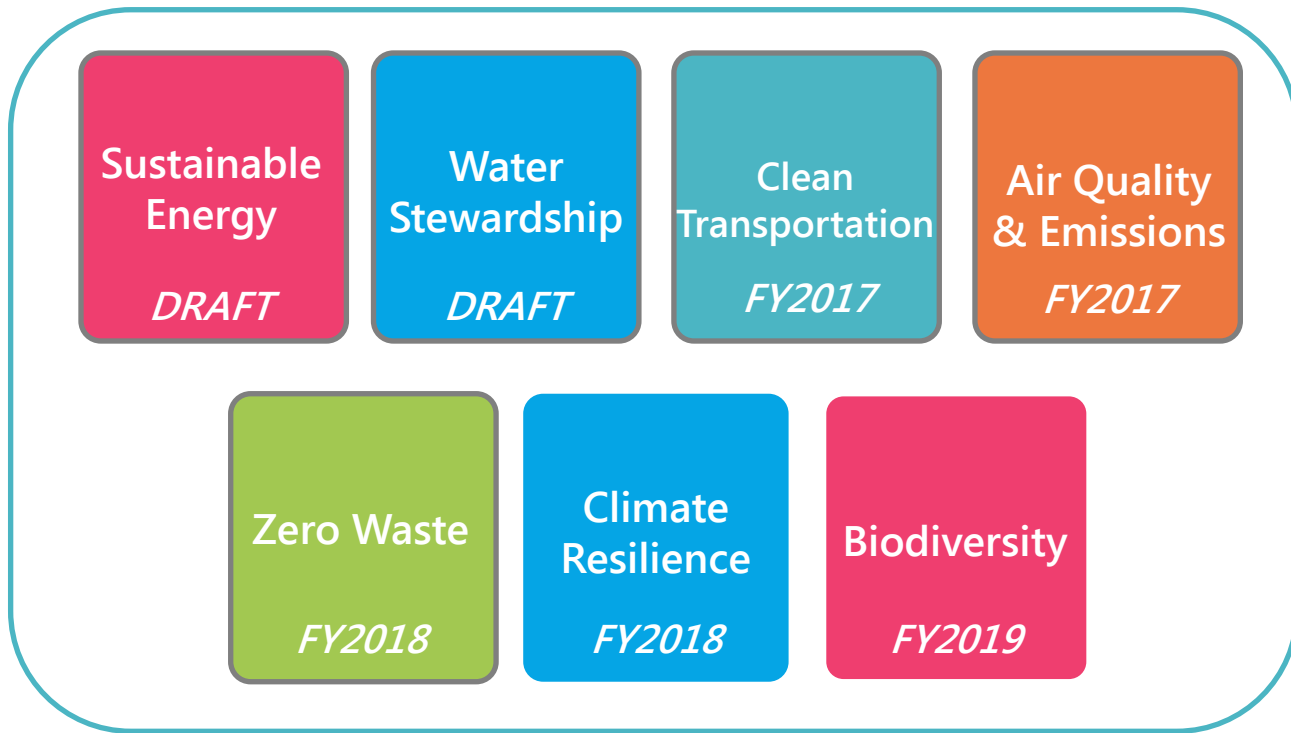 Sustainable
Energy
DRAFT
Water
Stewardship
DRAFT
Clean
Transportation
FY2017
Air Quality
& Emissions
FY2017
Zero Waste
FY2018
Climate
Resilience
FY2018
Biodiversity
FY2019